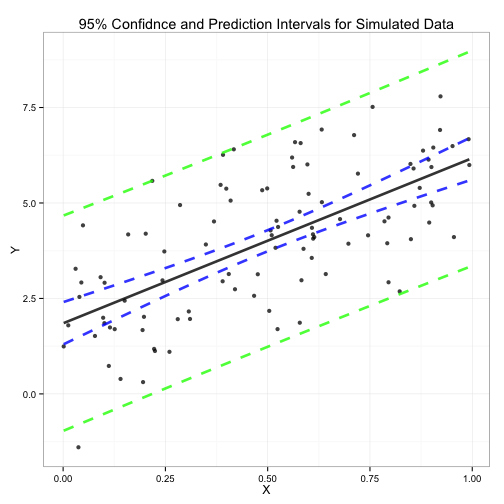 95% Confidnce and Prediction Intervals for Simulated Data
7.5
5.0
2.5
0.0
Y
0.00 0.25 0.50 0.75 1.00
X